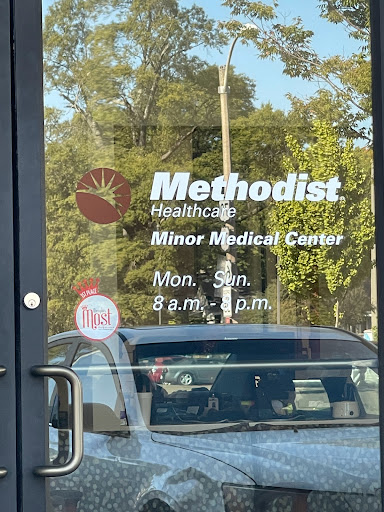 Methodist
Healthcare
Minor Medical Center
Mon. Sun.
8 a.m. - 8 p.m.
Most